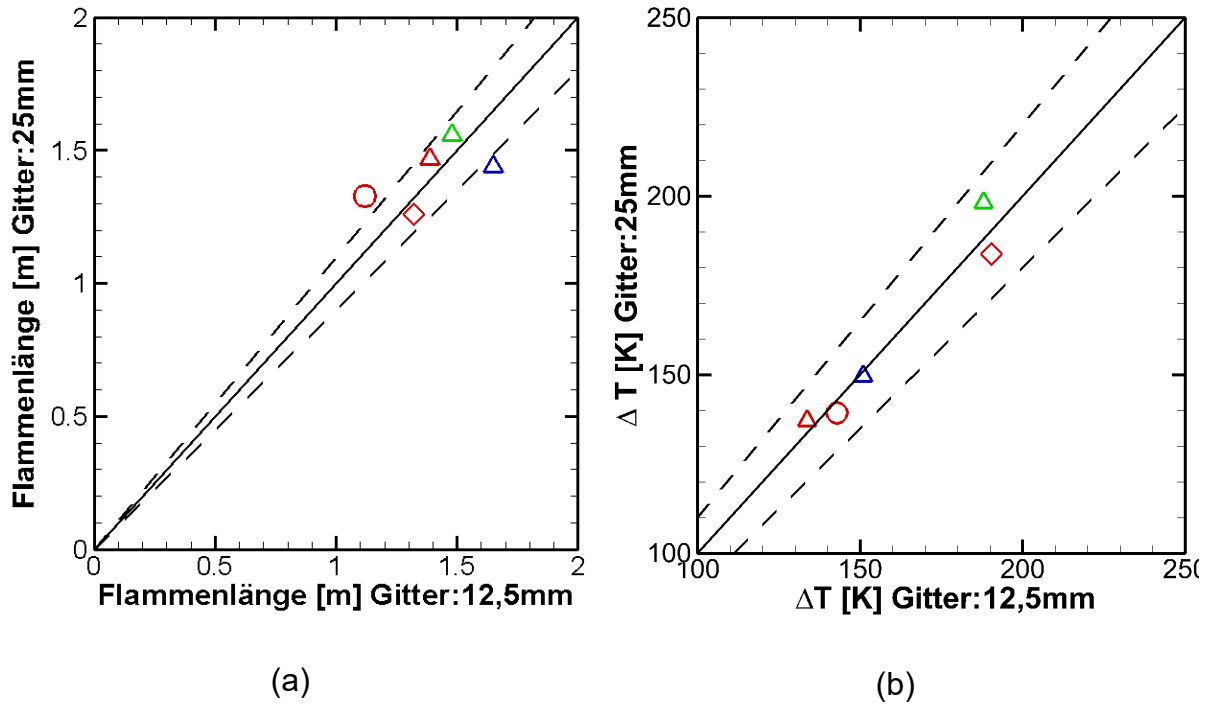 Flammenlänge [m] Gitter:25mm
2
1.5
1
0.5
0
0 0.5 1 1.5 2
Flammenlänge [m] Gitter:12,5mm
(a)
Δ T [K] Gitter:25mm
250
200
150
100
100 150 200 250
ΔT [K] Gitter:12,5mm
(b)